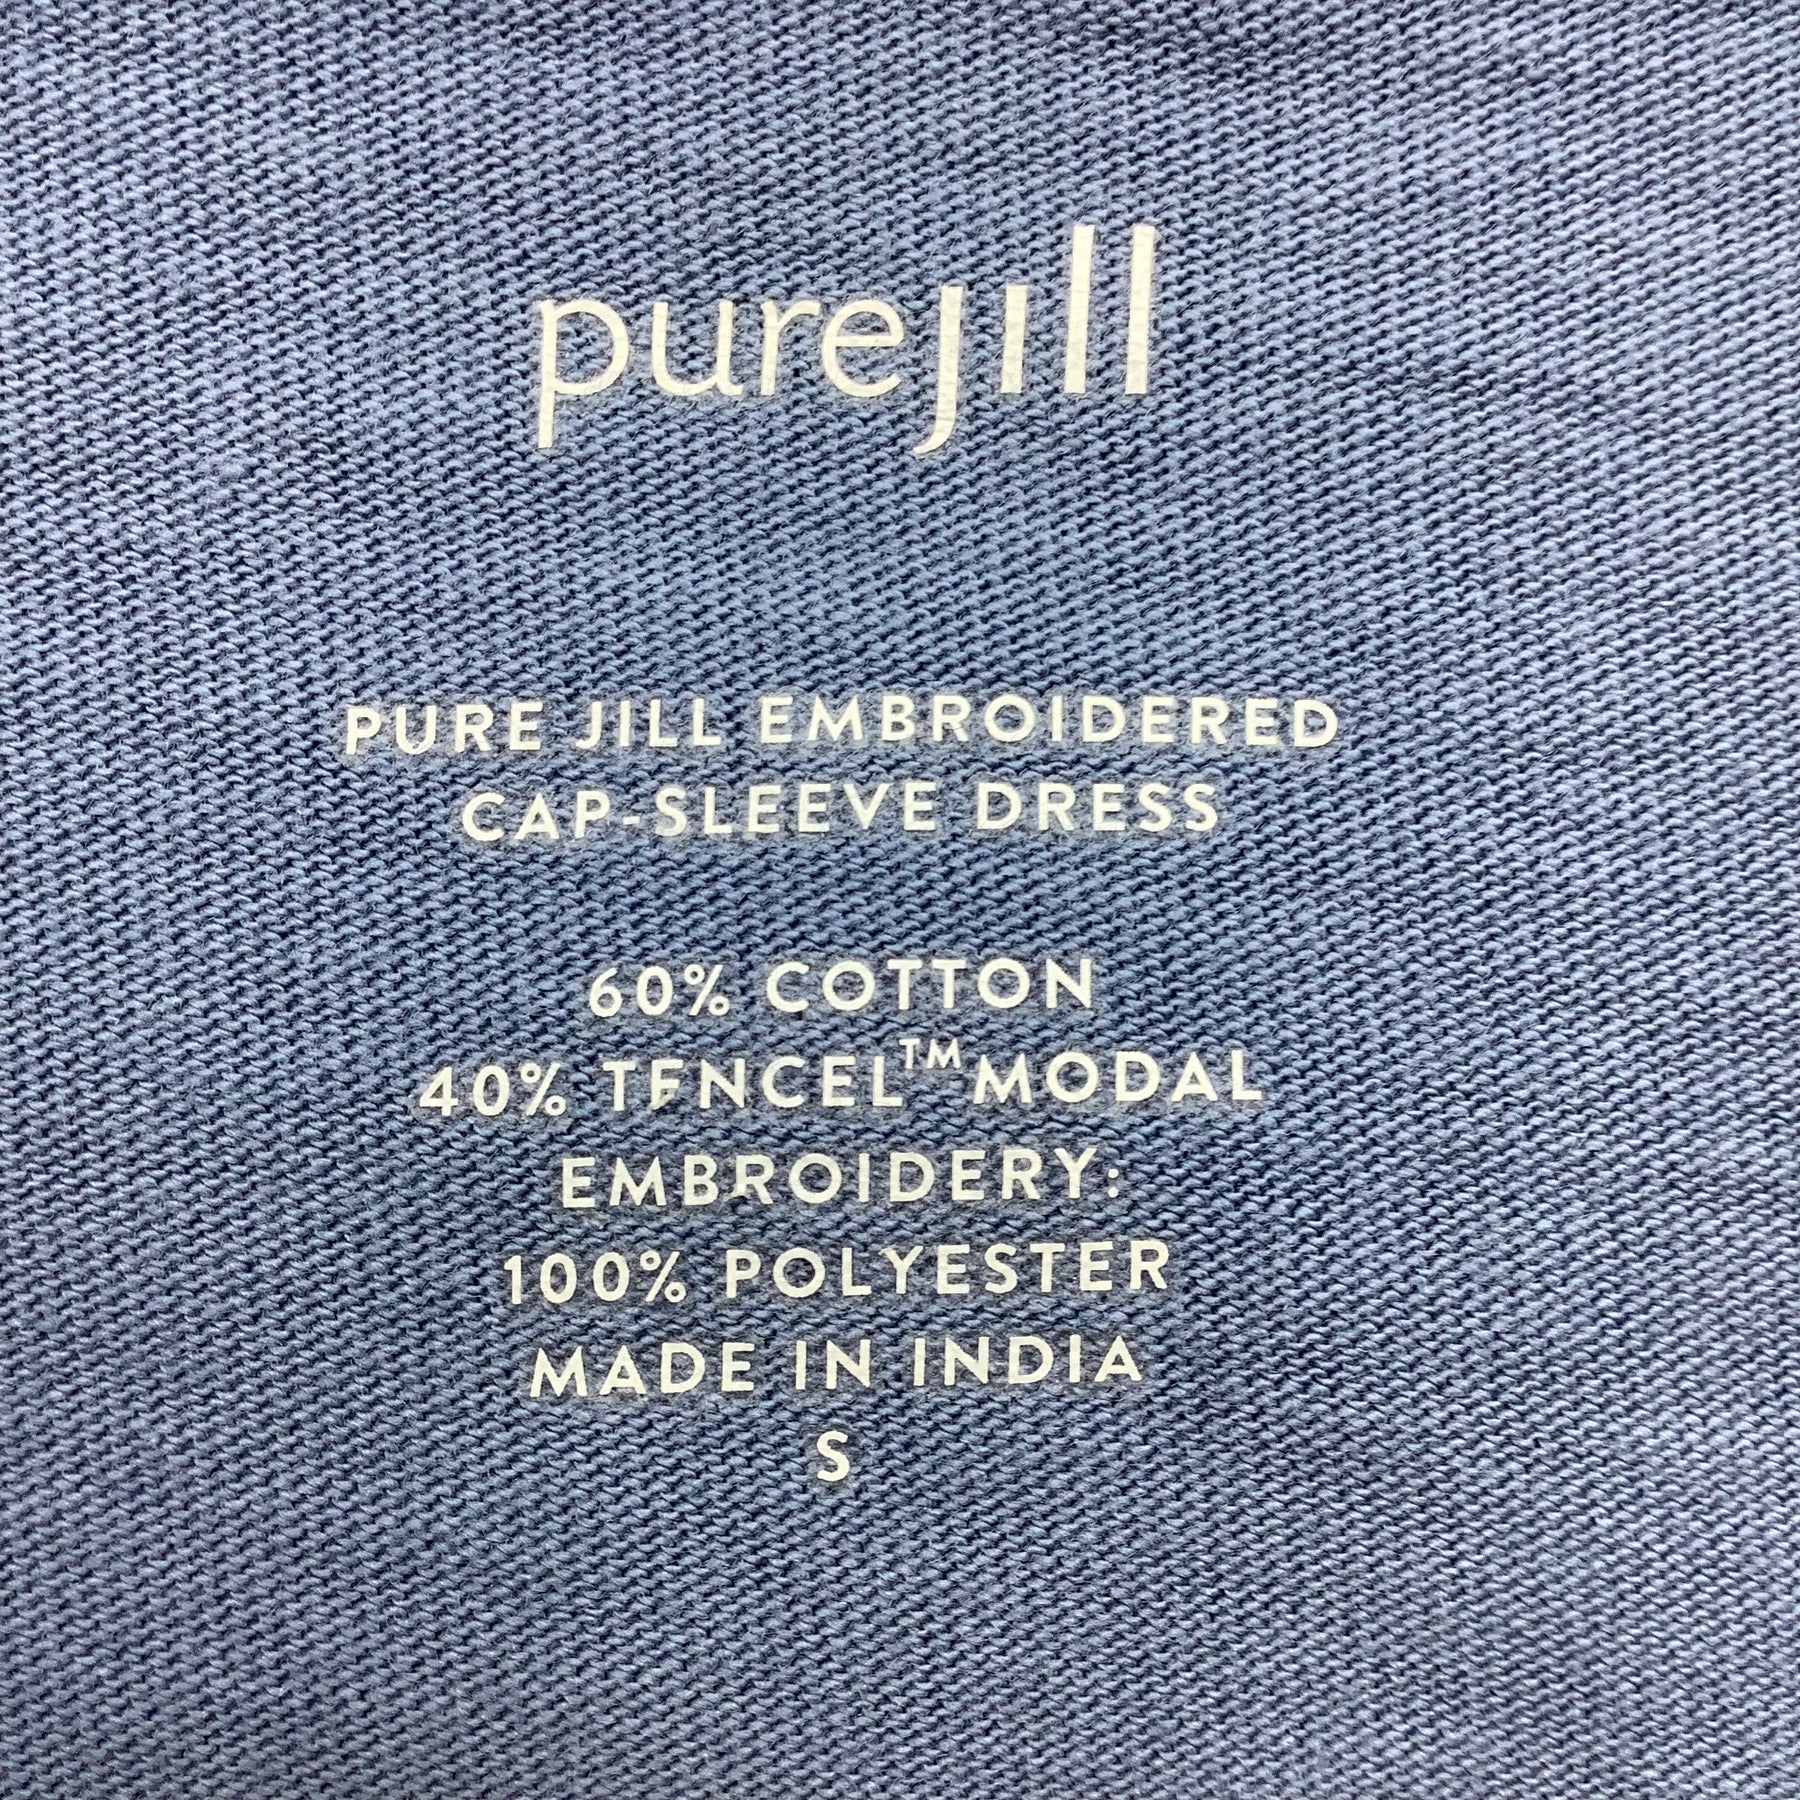 purejill
PURE JILL EMBROIDERED
CAP-SLEEVE DRESS
60% COTTON
40% TENCEL™ MODAL
EMBROIDERY:
100% POLYESTER
MADE IN INDIA
S